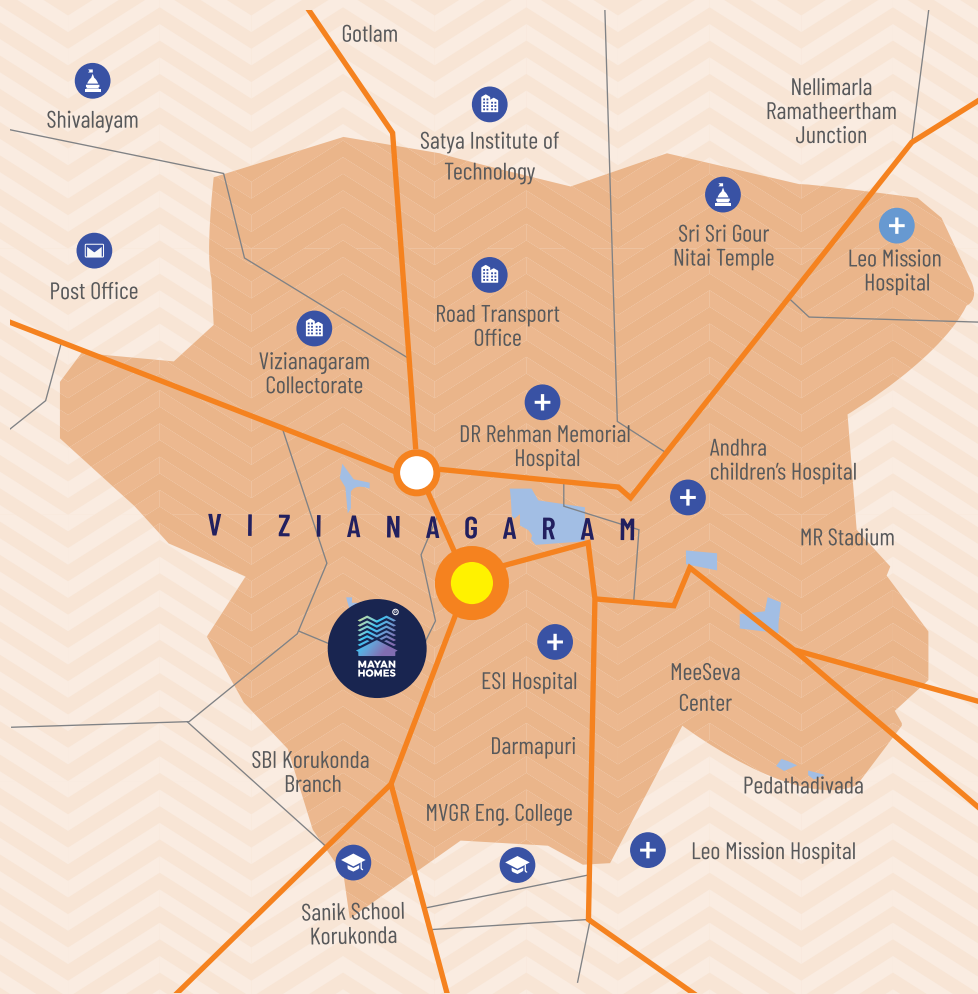 Gotlam
Shivalayam
Satya Institute of
Technology
Nellimarla
Ramatheertham
Junction
Sri Sri Gour
Nitai Temple
Leo Mission
Hospital
Post Office
Road Transport
Office
Vizianagaram
Collectorate
DR Rehman Memorial
Hospital
Andhra
children's Hospital
VIZIANAGARAM
MR Stadium
®
MAYAN
HOMES
ESI Hospital
MeeSeva
Center
Darmapuri
SBI Korukonda
Branch
Pedathadivada
MVGR Eng. College
Leo Mission Hospital
Sanik School
Korukonda